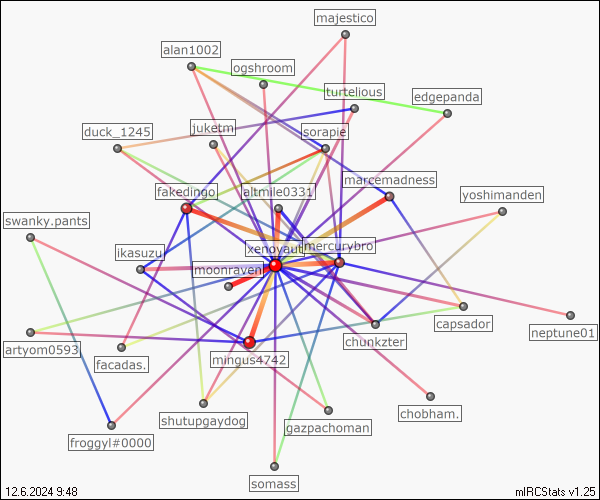 majestico
alan1002
ogshroom
turtelious
edgepanda
duck_1245
juketm
sorapie
marcemadness
fakedingo
altmile0331
yoshimanden
swanky.pants
ikasuzu
mercurybro
moonraven
capsador
neptune01
chunkzter
artyom0593
facadas.
mingus4742
shutupgaydog
gazpachoman
chobham.
froggyl#0000
somass
12.6.2024 9:48
mIRCStats v1.25